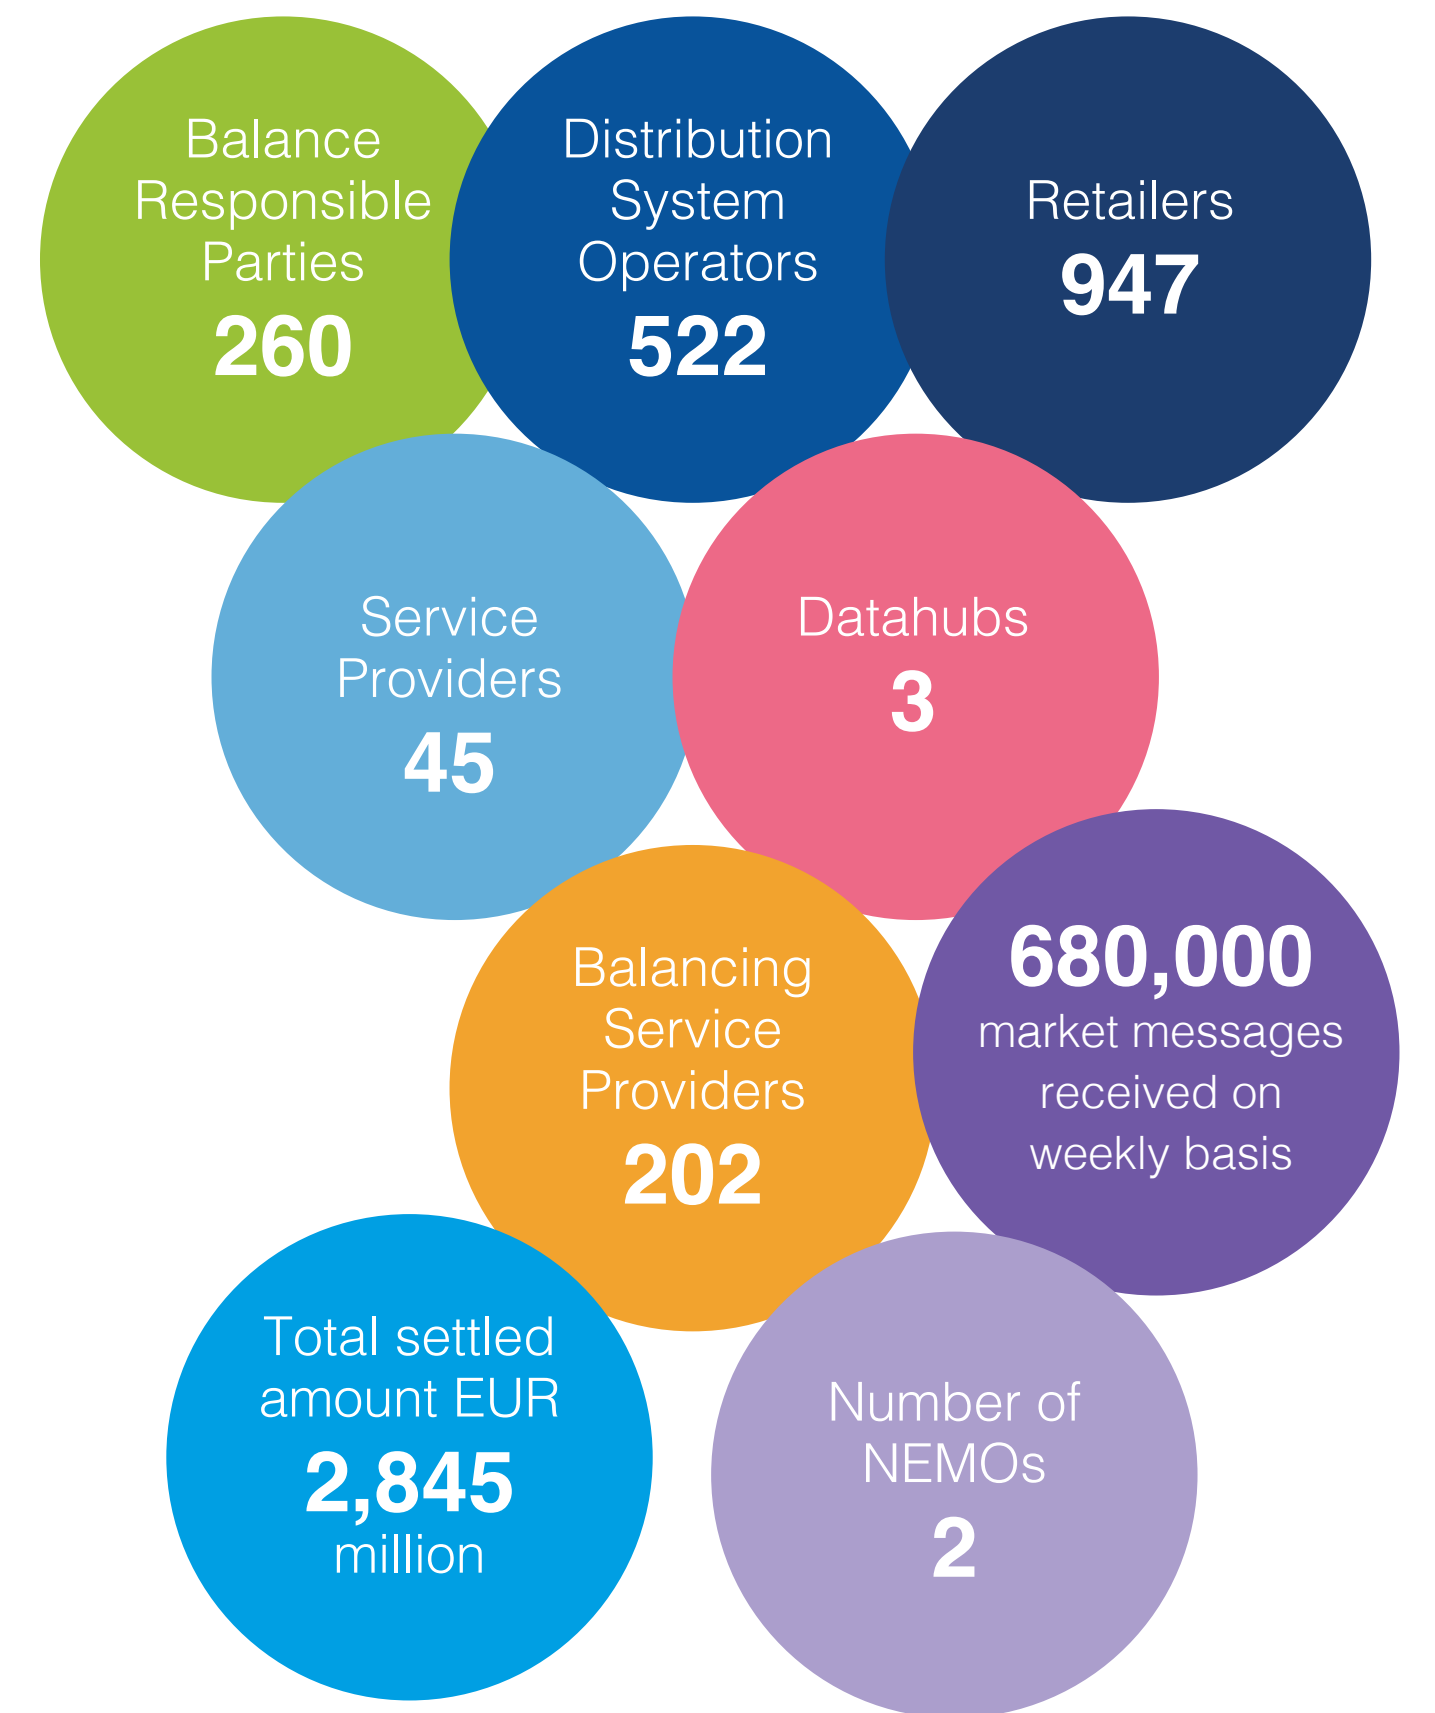 Balance
Responsible
Parties
260
Distribution
System
Operators
522
Retailers
947
Service
Providers
45
Datahubs
3
Balancing
Service
Providers
202
680,000
market messages
received on
weekly basis
Total settled
amount EUR
2,845
million
Number of
NEMOs
2